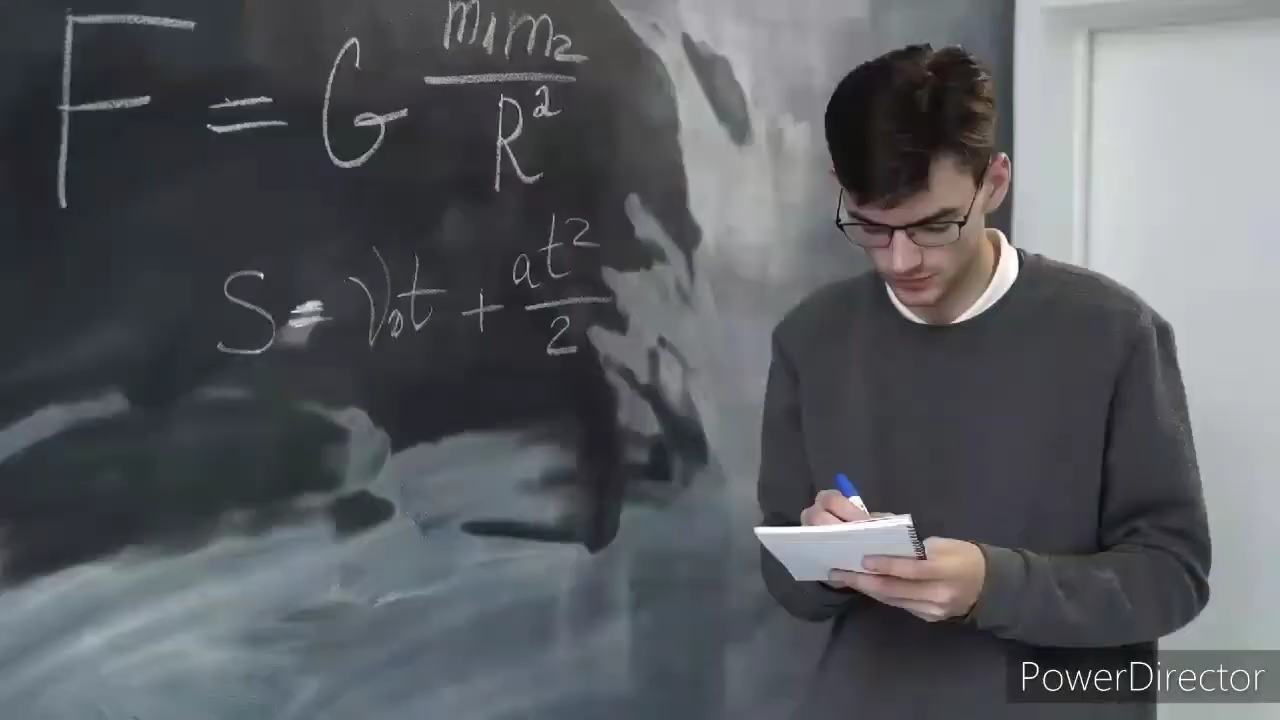 F = G m₁m₂/R²
S = V₀t + at²/2
PowerDirector